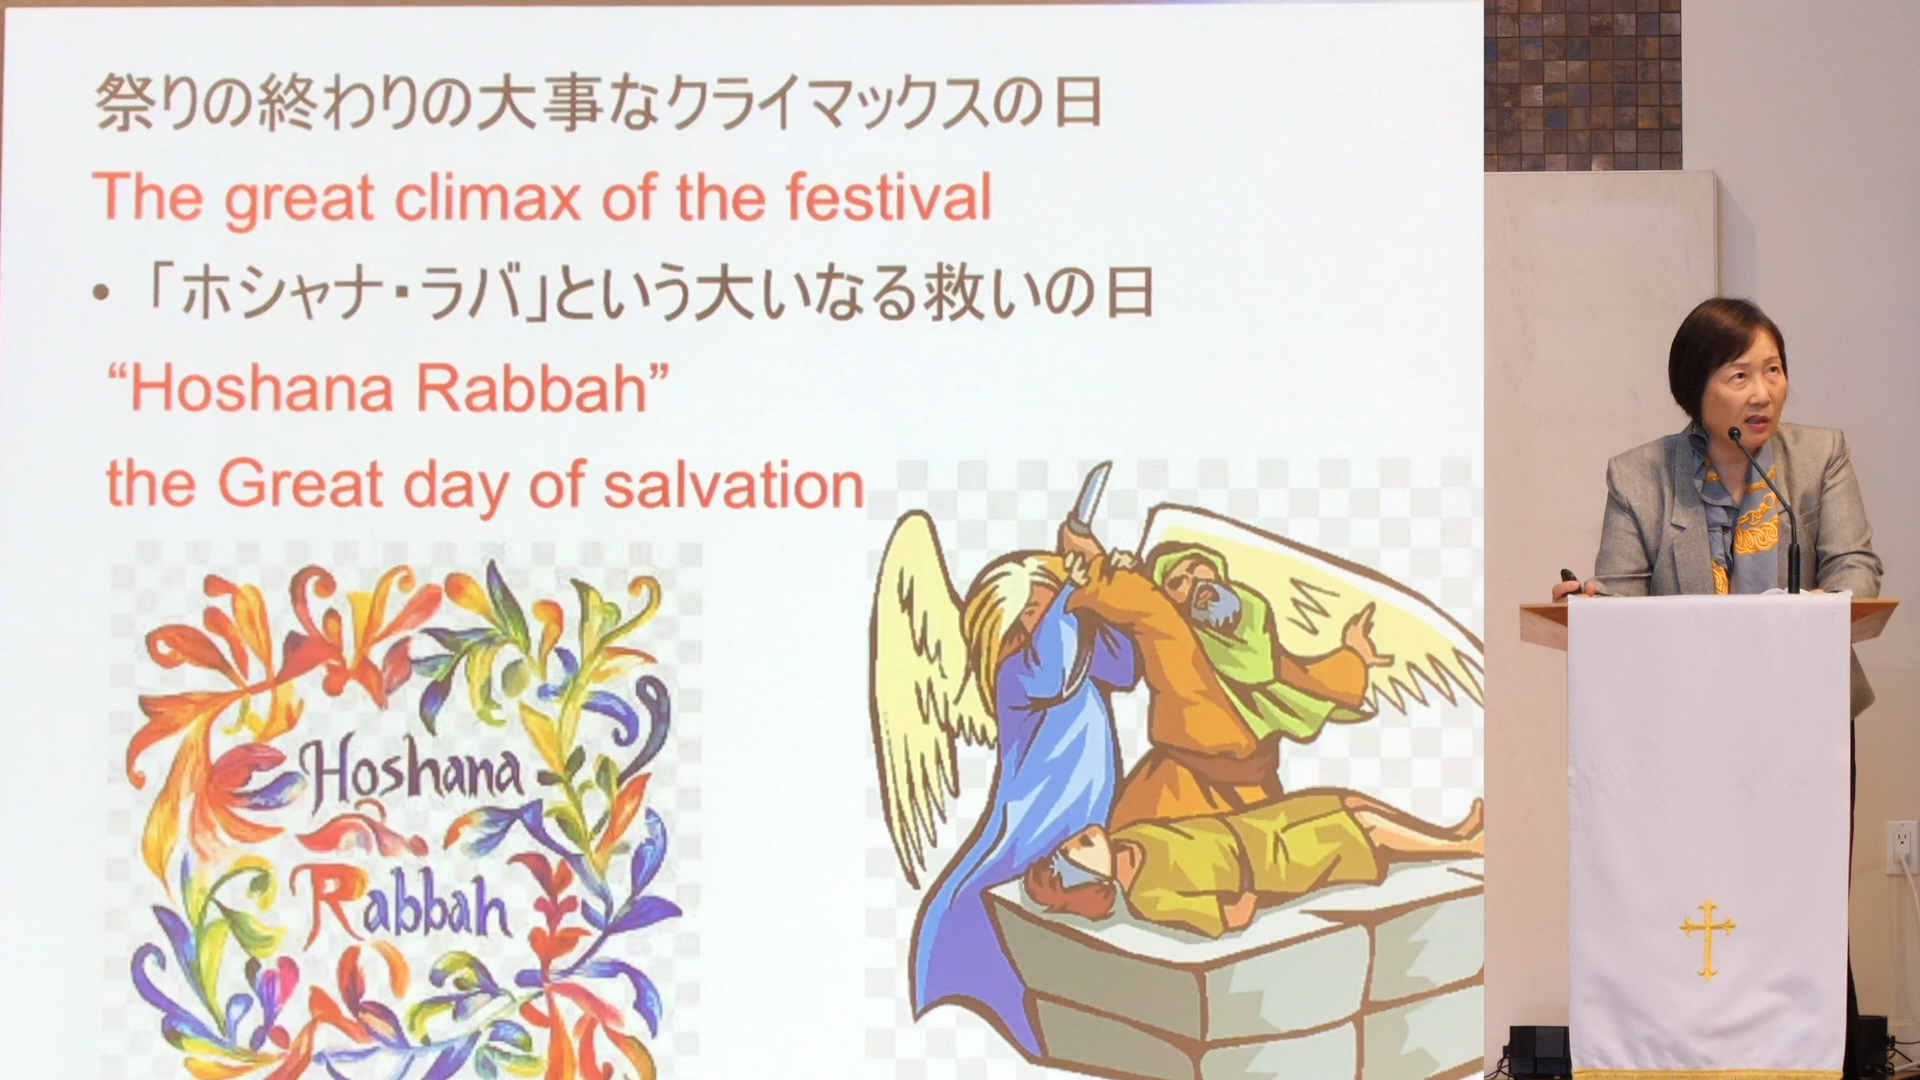 祭りの終わりの大事なクライマックスの日
The great climax of the festival
• 「ホシャナ・ラバ」という大いなる救いの日
“Hoshana Rabbah”
the Great day of salvation
Hoshana
Rabbah